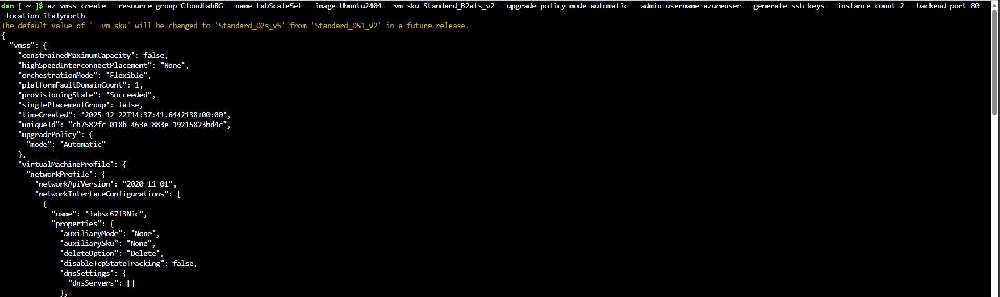 dan [ ~ ]$ az vmss create --resource-group CloudLabRG --name LabScaleSet --image Ubuntu2404 --vm-sku Standard_B2als_v2 --upgrade-policy-mode automatic --admin-username azureuser --generate-ssh-keys --instance-count 2 --backend-port 80 -
-location italynorth
The default value of '--vm-sku' will be changed to 'Standard_D2s_v5' from 'Standard_DS1_v2' in a future release.
{
  "vmss": {
    "constrainedMaximumCapacity": false,
    "highSpeedInterconnectPlacement": "None",
    "orchestrationMode": "Flexible",
    "platformFaultDomainCount": 1,
    "provisioningState": "Succeeded",
    "singlePlacementGroup": false,
    "timeCreated": "2025-12-22T14:37:41.6442138+00:00",
    "uniqueId": "cb7582fc-018b-463e-883e-19215823bd4c",
    "upgradePolicy": {
      "mode": "Automatic"
    },
    "virtualMachineProfile": {
      "networkProfile": {
        "networkApiVersion": "2020-11-01",
        "networkInterfaceConfigurations": [
          {
            "name": "labsc67f3Nic",
            "properties": {
              "auxiliaryMode": "None",
              "auxiliarySku": "None",
              "deleteOption": "Delete",
              "disableTcpStateTracking": false,
              "dnsSettings": {
                "dnsServers": []
              },